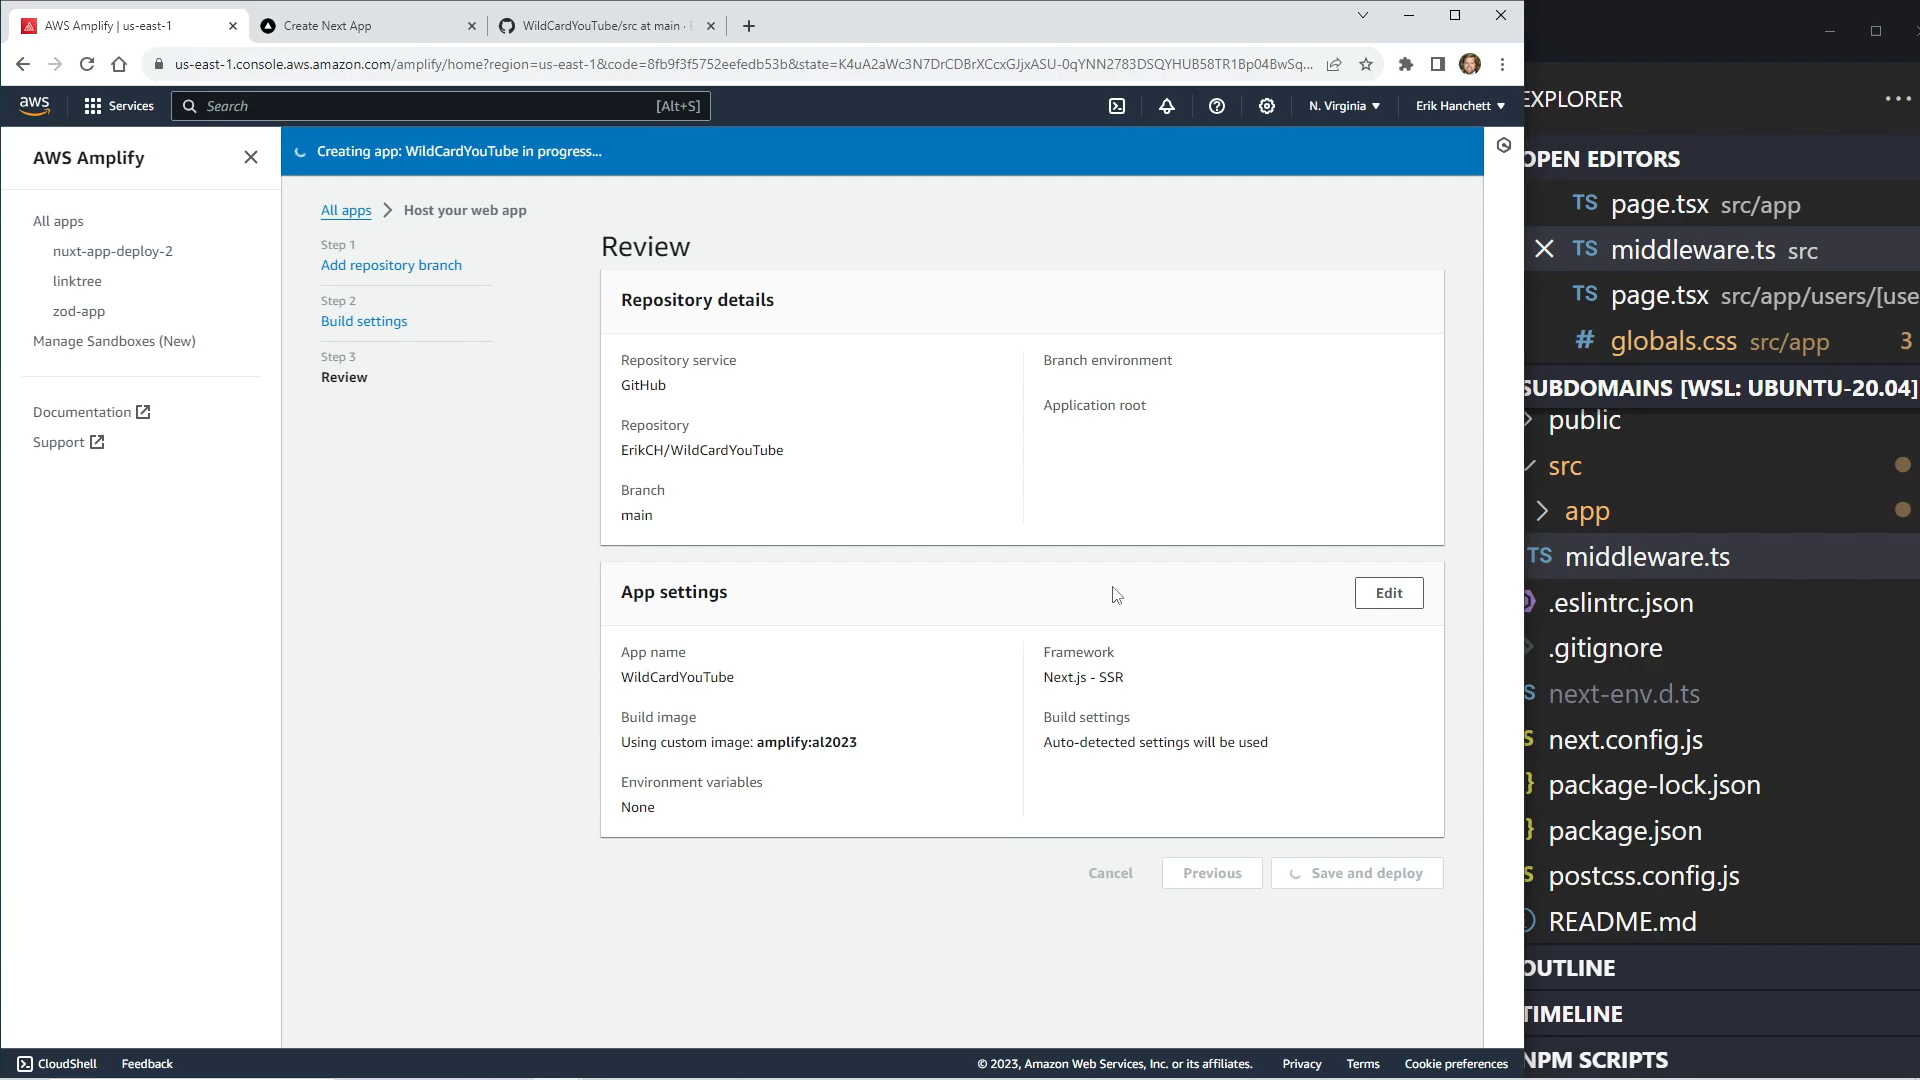 AWS Amplify | us-east-1
Create Next App
WildCardYouTube/src at main ·
us-east-1.console.aws.amazon.com/amplify/home?region=us-east-1&code=8fb9f3f5752eefedb53b&state=K4uA2aWc3N7DrCDBrXCcxGJjxASU-0qYNN2783DSQYHUB58TR1Bp04BwSq...
aws
Services
Search
[Alt+S]
N. Virginia
Erik Hanchett
AWS Amplify
All apps
nuxt-app-deploy-2
linktree
zod-app
Manage Sandboxes (New)
Documentation
Support
Creating app: WildCardYouTube in progress...
All apps
Host your web app
Step 1
Add repository branch
Step 2
Build settings
Step 3
Review
Review
Repository details
Repository service
GitHub
Repository
ErikCH/WildCardYouTube
Branch
main
Branch environment
Application root
App settings
Edit
App name
WildCardYouTube
Build image
Using custom image: amplify:al2023
Environment variables
None
Framework
Next.js - SSR
Build settings
Auto-detected settings will be used
Cancel
Previous
Save and deploy
CloudShell
Feedback
© 2023, Amazon Web Services, Inc. or its affiliates.
Privacy
Terms
Cookie preferences
EXPLORER
OPEN EDITORS
TS page.tsx src/app
TS middleware.ts src
TS page.tsx src/app/users/[use
# globals.css src/app 3
SUBDOMAINS [WSL: UBUNTU-20.04]
public
src
app
TS middleware.ts
.eslintrc.json
.gitignore
next-env.d.ts
next.config.js
package-lock.json
package.json
postcss.config.js
README.md
OUTLINE
TIMELINE
NPM SCRIPTS